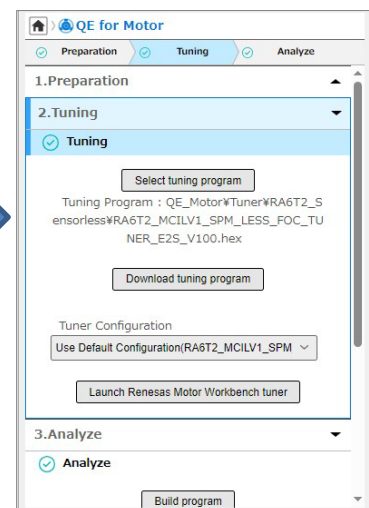 QE for Motor
Preparation
Tuning
Analyze
1.Preparation
2.Tuning
Tuning
Select tuning program
Tuning Program : QE_Motor¥Tuner¥RA6T2_S
ensorless¥RA6T2_MCILV1_SPM_LESS_FOC_TU
NER_E2S_V100.hex
Download tuning program
Tuner Configuration
Use Default Configuration(RA6T2_MCILV1_SPM
Launch Renesas Motor Workbench tuner
3.Analyze
Analyze
Build program